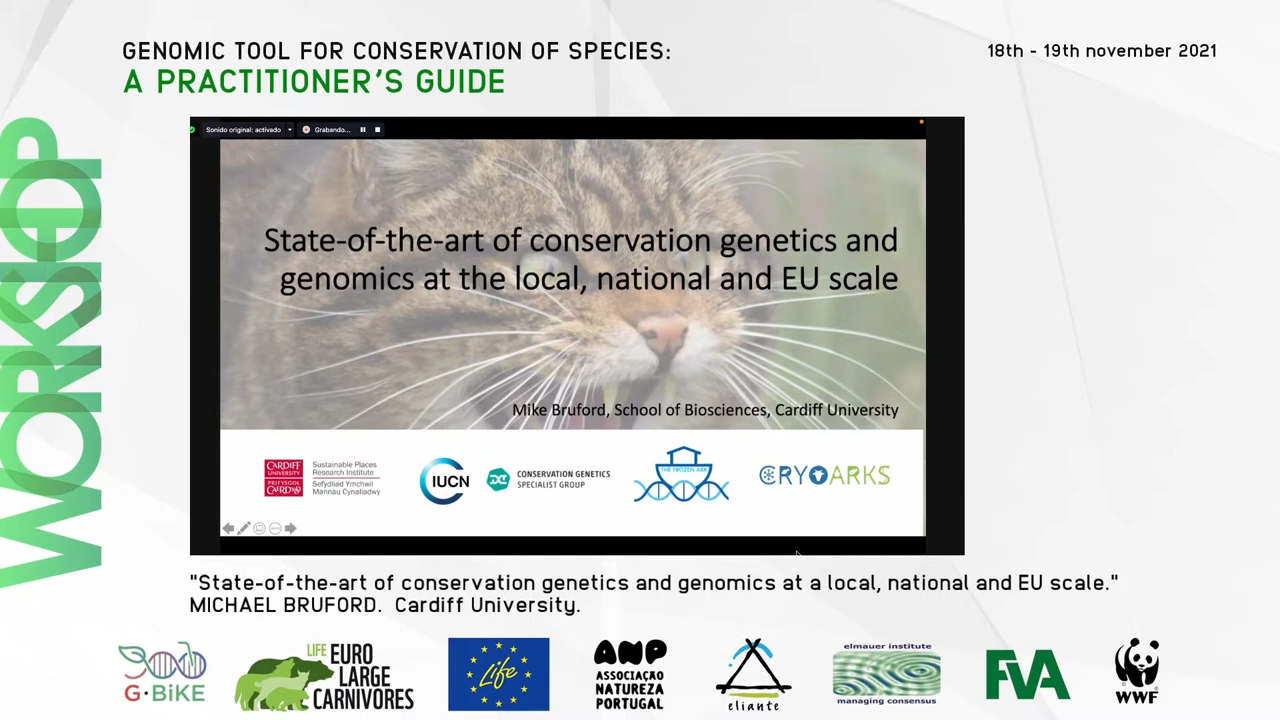 GENOMIC TOOL FOR CONSERVATION OF SPECIES:
A PRACTITIONER'S GUIDE
18th - 19th november 2021
WORKSHOP
Sonido original: activado
Grabando...
State-of-the-art of conservation genetics and
genomics at the local, national and EU scale
Mike Bruford, School of Biosciences, Cardiff University
CARDIFF
UNIVERSITY
PRIFYSGOL
CAERDYDD
Sustainable Places
Research Institute
Sefydliad Ymchwil
Mannau Cynaliadwy
IUCN
CONSERVATION GENETICS
SPECIALIST GROUP
THE FROZEN ARK
CRYOARKS
"State-of-the-art of conservation genetics and genomics at a local, national and EU scale."
MICHAEL BRUFORD. Cardiff University.
G·BiKE
LIFE EURO
LARGE
CARNIVORES
Life
ANP
ASSOCIAÇÃO
NATUREZA
PORTUGAL
eliante
elmauer institute
managing consensus
FVA
WWF